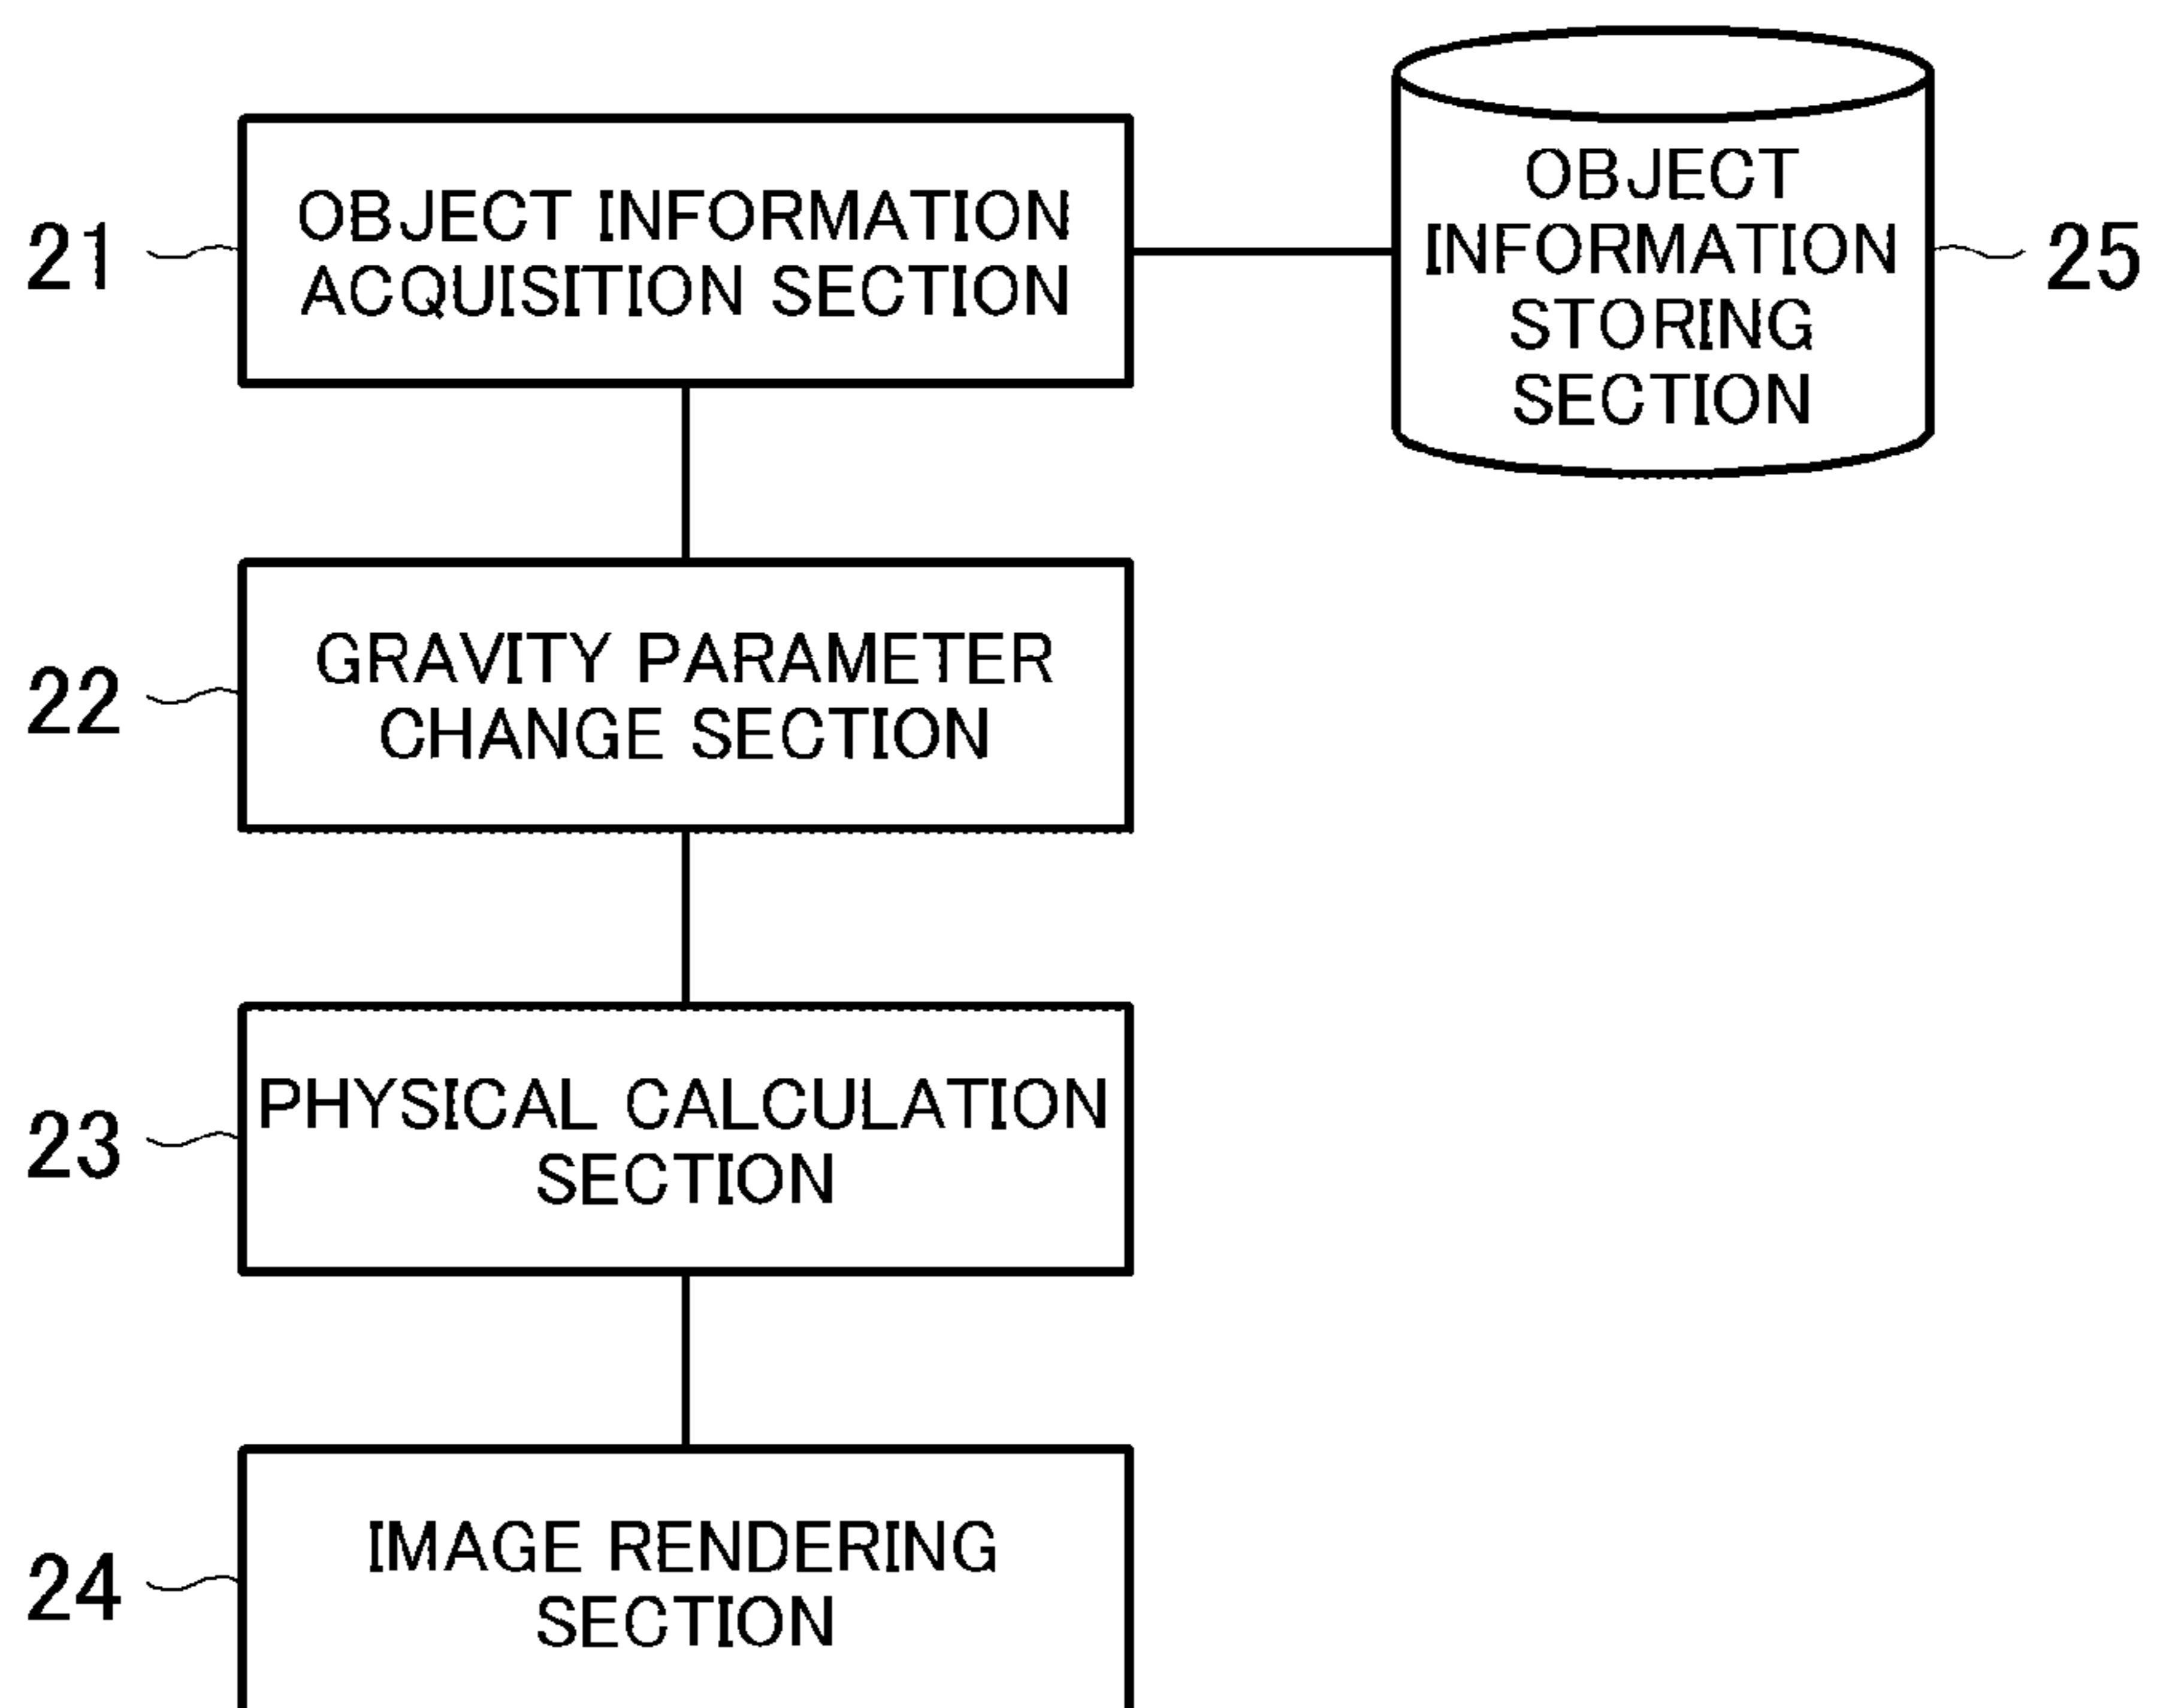 21
OBJECT INFORMATION
ACQUISITION SECTION
OBJECT
INFORMATION
STORING
SECTION
25
22
GRAVITY PARAMETER
CHANGE SECTION
23
PHYSICAL CALCULATION
SECTION
24
IMAGE RENDERING
SECTION